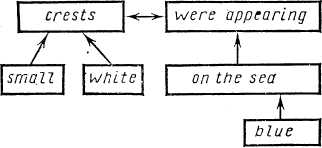 crests were appearing
small white on the sea
blue